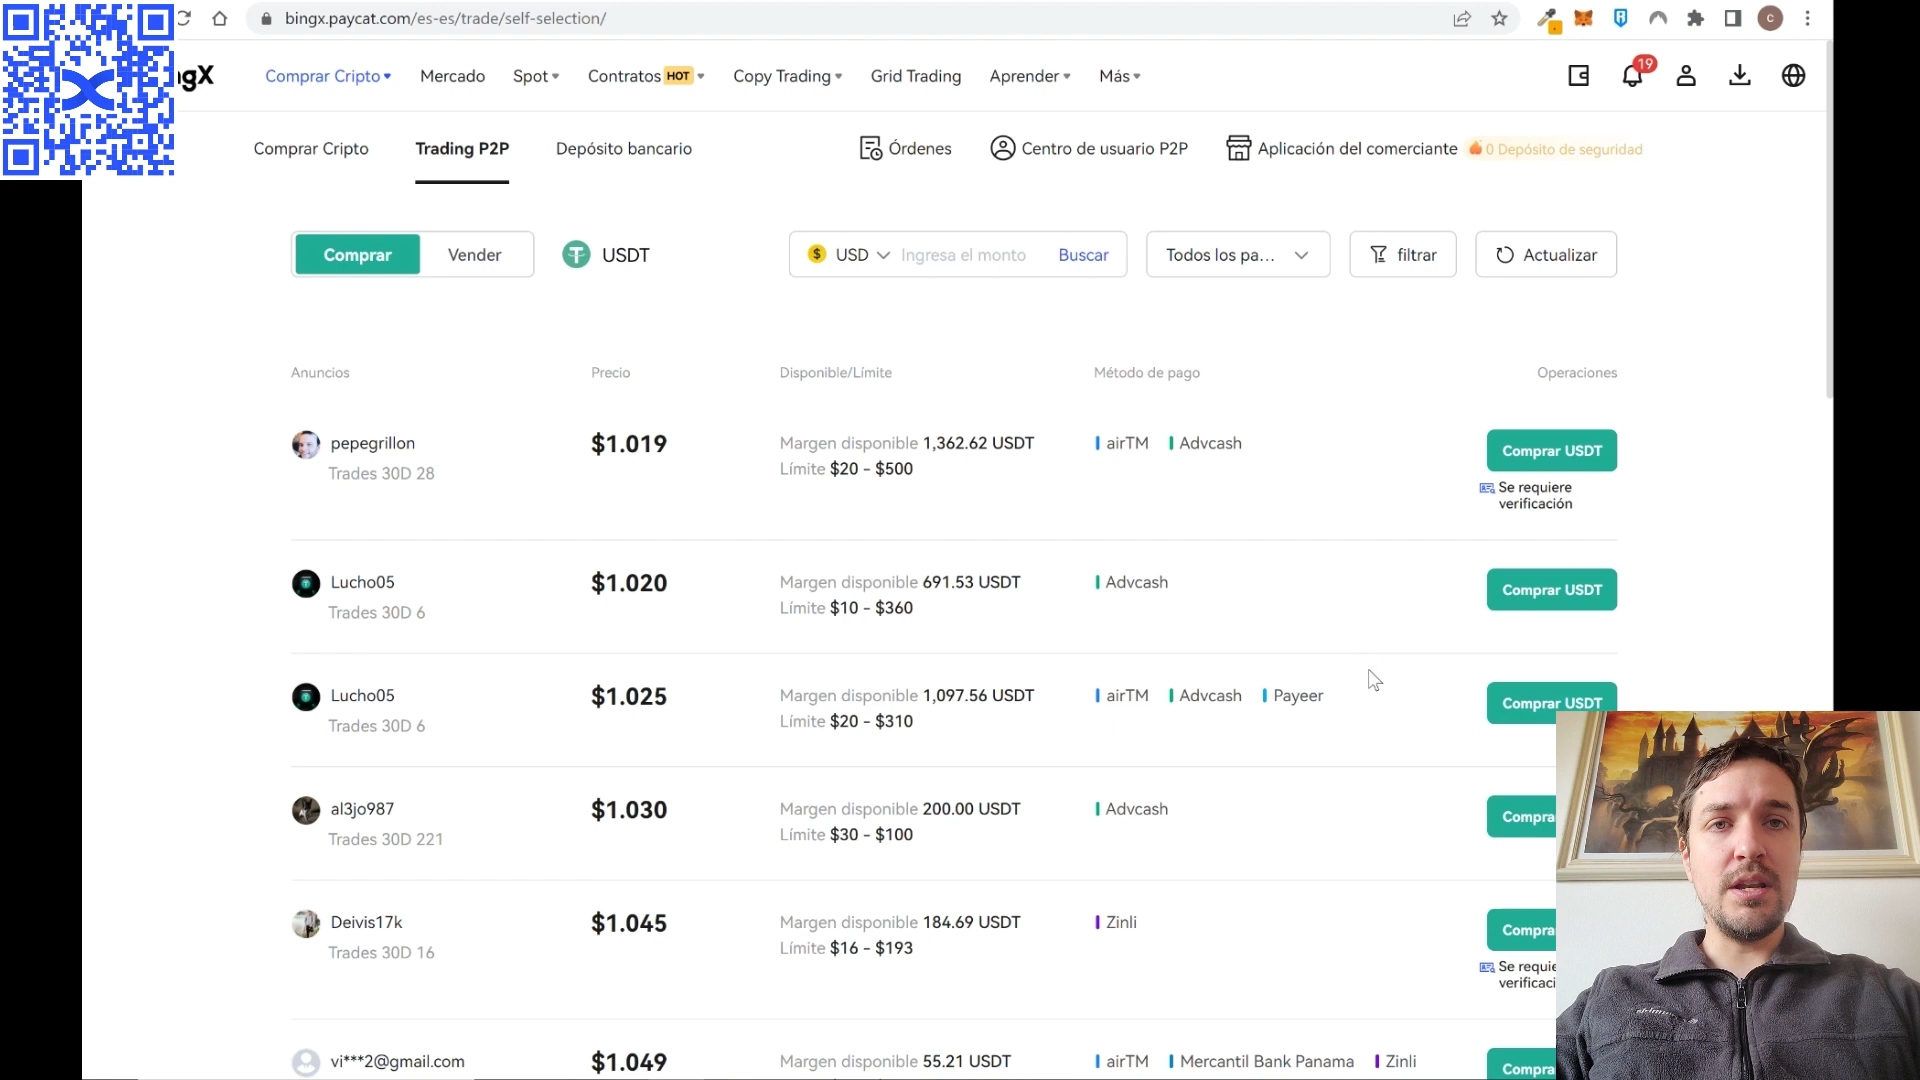 bingx.paycat.com/es-es/trade/self-selection/
C
ngX
Comprar Cripto
Mercado
Spot
Contratos HOT
Copy Trading
Grid Trading
Aprender
Más
19
Comprar Cripto
Trading P2P
Depósito bancario
Órdenes
Centro de usuario P2P
Aplicación del comerciante
0 Depósito de seguridad
Comprar
Vender
USDT
USD
Ingresa el monto
Buscar
Todos los pa...
filtrar
Actualizar
Anuncios
Precio
Disponible/Límite
Método de pago
Operaciones
pepegrillon
Trades 30D 28
$1.019
Margen disponible 1,362.62 USDT
Límite $20 - $500
airTM
Advcash
Comprar USDT
Se requiere
verificación
Lucho05
Trades 30D 6
$1.020
Margen disponible 691.53 USDT
Límite $10 - $360
Advcash
Comprar USDT
Lucho05
Trades 30D 6
$1.025
Margen disponible 1,097.56 USDT
Límite $20 - $310
airTM
Advcash
Payeer
Comprar USDT
al3jo987
Trades 30D 221
$1.030
Margen disponible 200.00 USDT
Límite $30 - $100
Advcash
Compra
Deivis17k
Trades 30D 16
$1.045
Margen disponible 184.69 USDT
Límite $16 - $193
Zinli
Compra
Se requie
verificaci
vi***2@gmail.com
$1.049
Margen disponible 55.21 USDT
airTM
Mercantil Bank Panama
Zinli
Compra